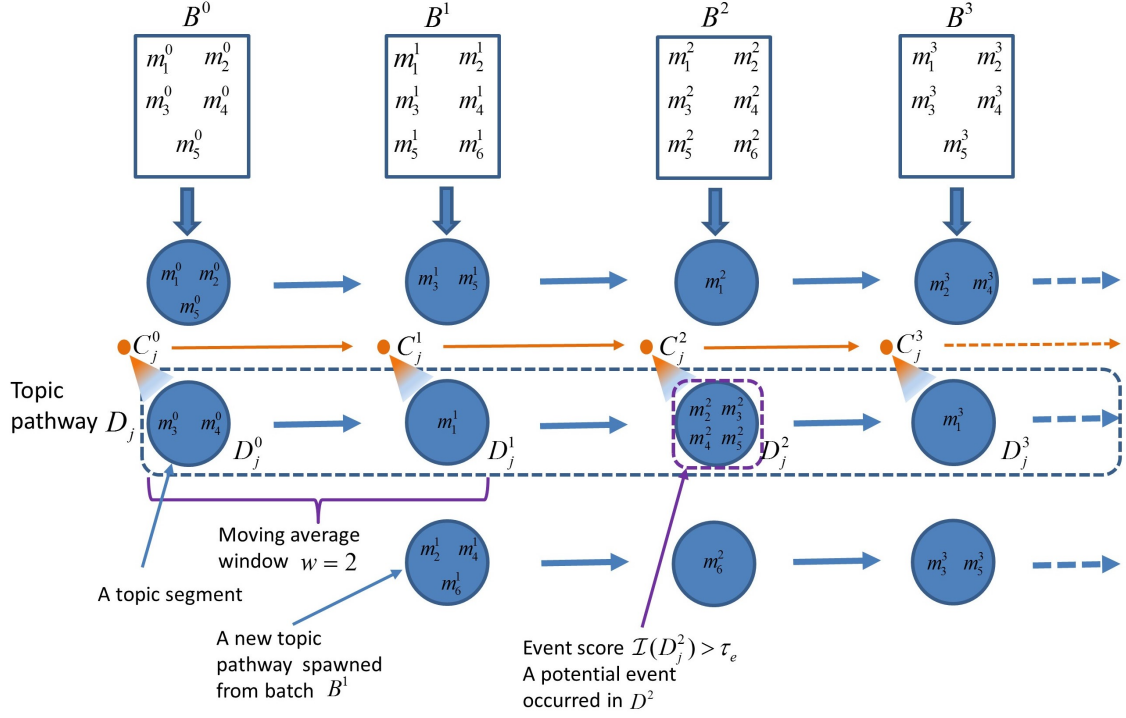 B^0 B^1 B^2 B^3
m_1^0 m_2^0 m_1^1 m_2^1 m_1^2 m_2^2 m_1^3 m_2^3
m_3^0 m_4^0 m_3^1 m_4^1 m_3^2 m_4^2 m_3^3 m_4^3
m_5^0 m_5^1 m_6^1 m_5^2 m_6^2 m_5^3
m_1^0 m_2^0 m_3^1 m_5^1 m_1^2 m_2^3 m_4^3
m_5^0
C_j^0 C_j^1 C_j^2 C_j^3
Topic
pathway D_j
m_3^0 m_4^0 m_1^1 m_2^2 m_3^2 m_1^3
m_4^2 m_5^2
D_j^0 D_j^1 D_j^2 D_j^3
Moving average
window w = 2
m_2^1 m_4^1 m_6^2 m_3^3 m_5^3
m_6^1
A topic segment
A new topic
pathway spawned
from batch B^1
Event score ℐ(D_j^2) > τ_e
A potential event
occurred in D^2